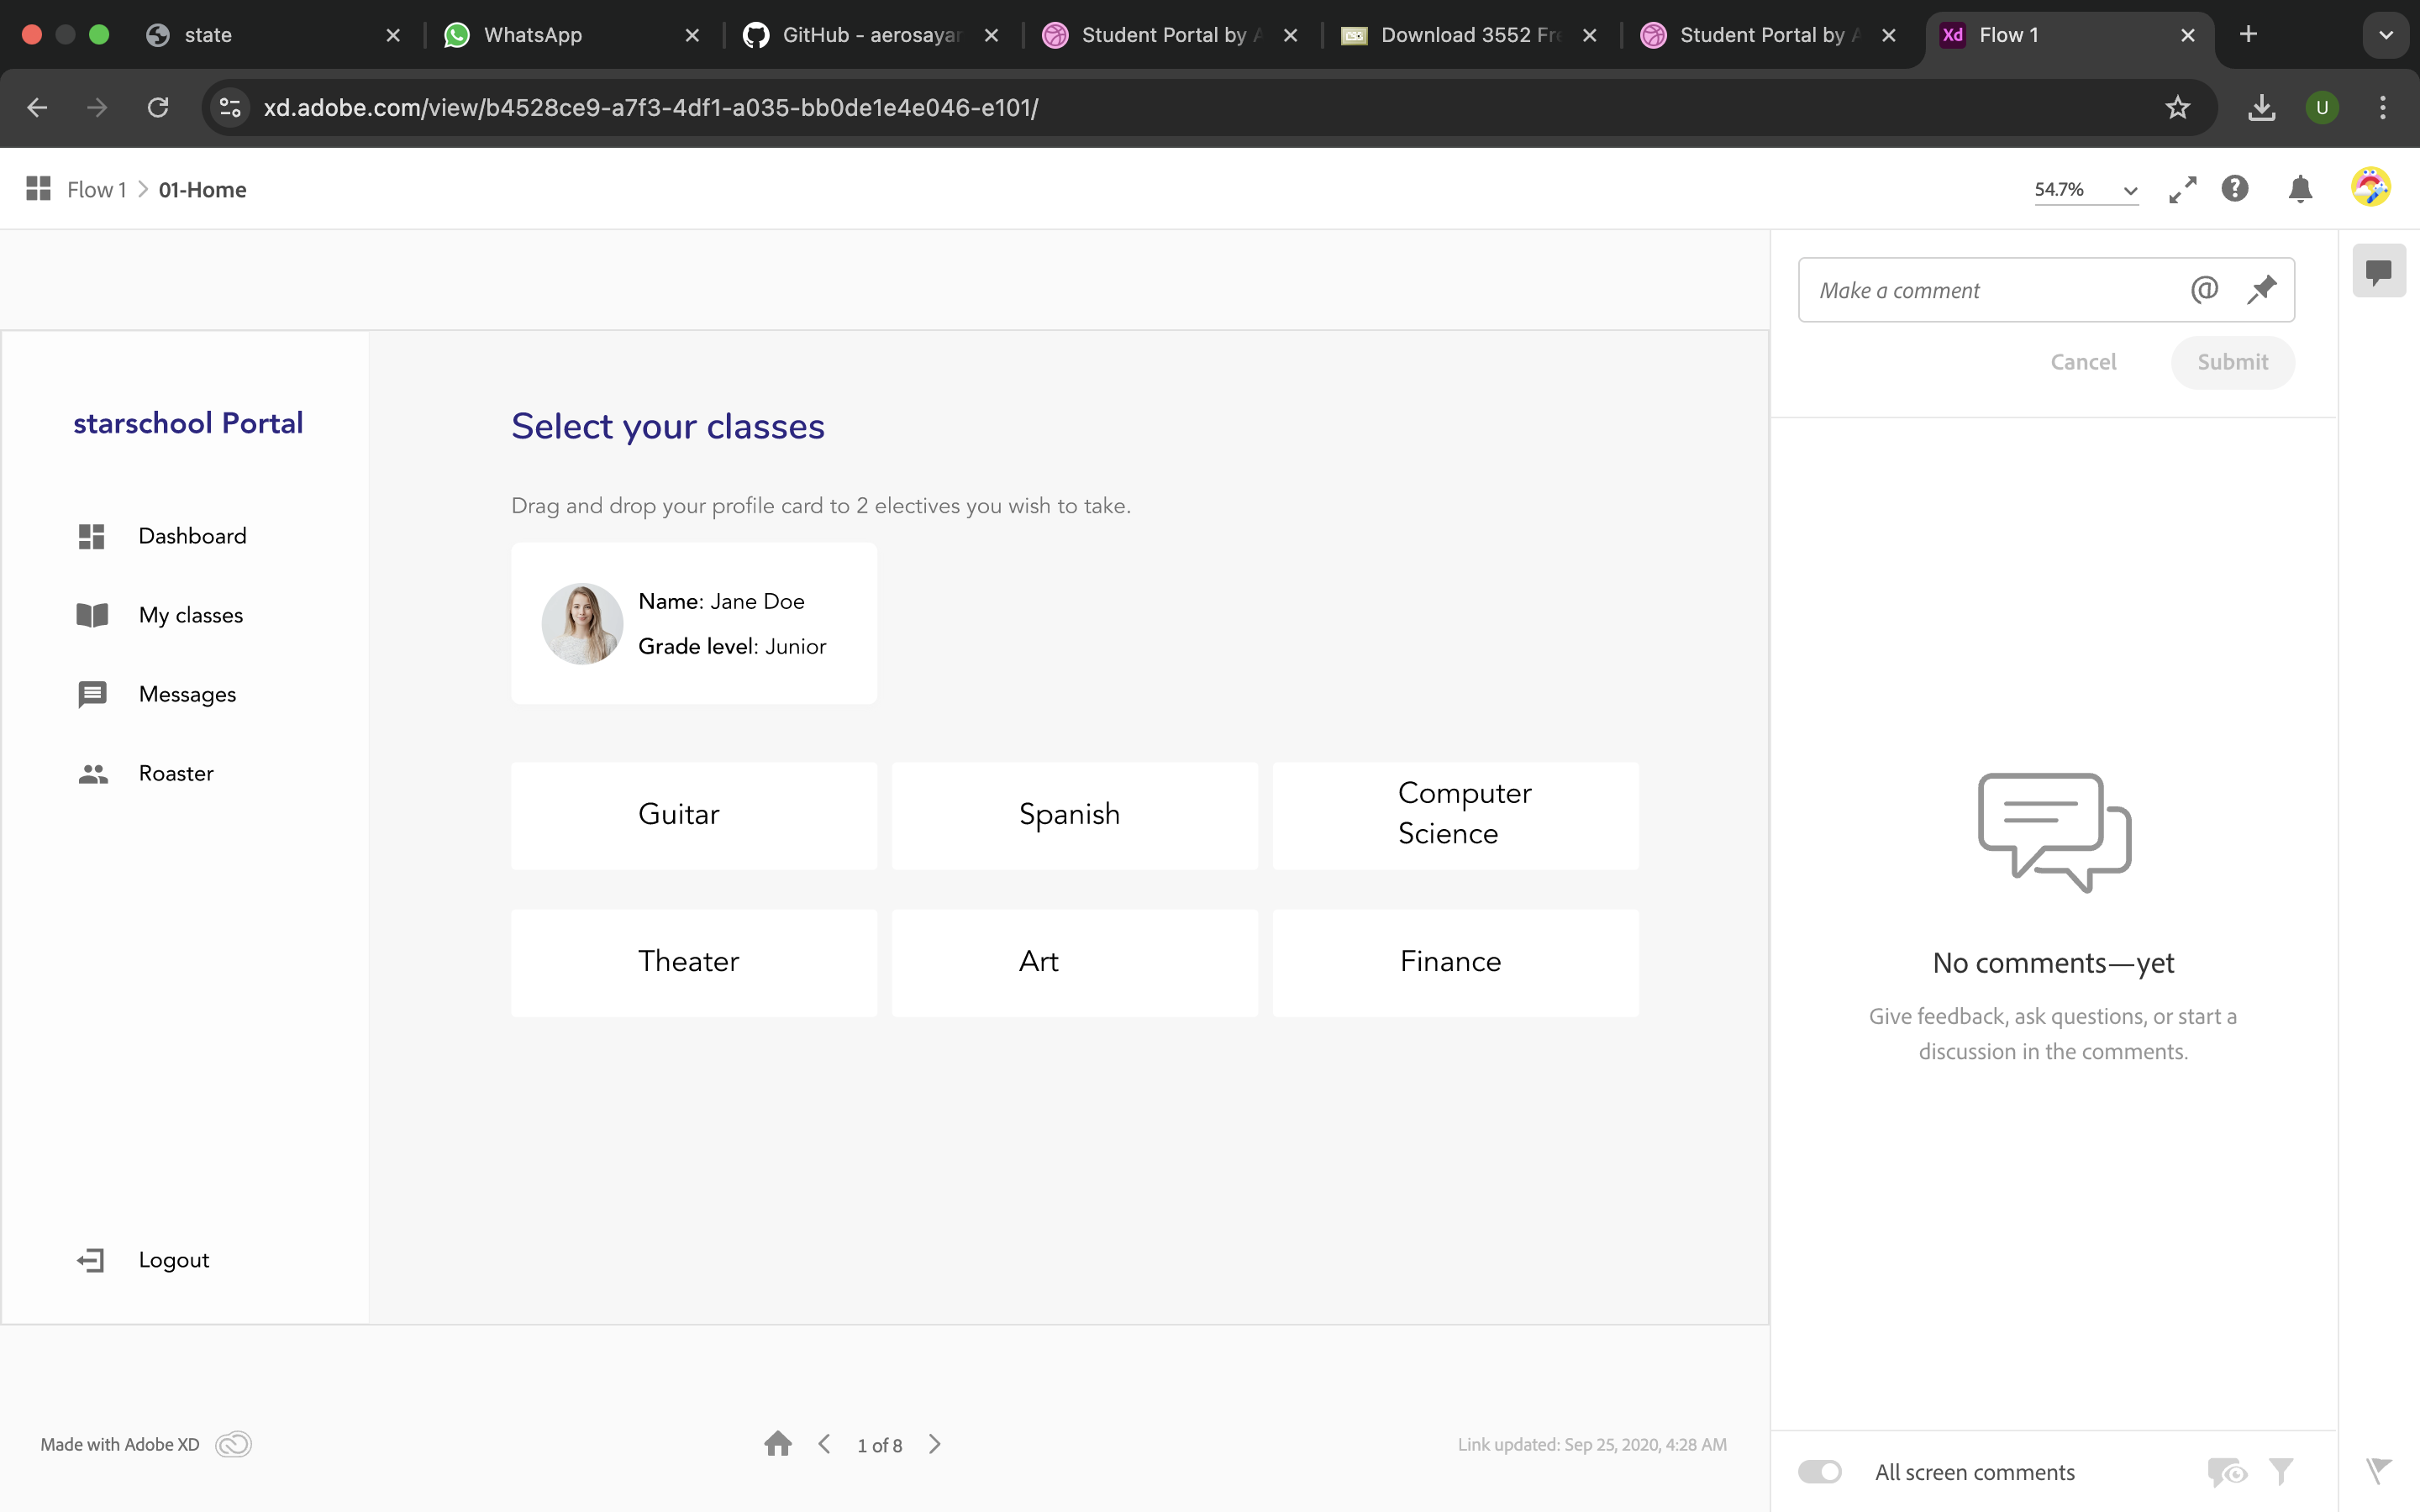 state
WhatsApp
GitHub - aerosayan
Student Portal by A
Download 3552 Fre
Student Portal by A
Xd Flow 1
xd.adobe.com/view/b4528ce9-a7f3-4df1-a035-bb0de1e4e046-e101/
U
Flow 1 > 01-Home
54.7%
starschool Portal
Dashboard
My classes
Messages
Roaster
Logout
Select your classes
Drag and drop your profile card to 2 electives you wish to take.
Name: Jane Doe
Grade level: Junior
Guitar
Spanish
Computer
Science
Theater
Art
Finance
Made with Adobe XD
1 of 8
Link updated: Sep 25, 2020, 4:28 AM
Make a comment
Cancel
Submit
No comments—yet
Give feedback, ask questions, or start a
discussion in the comments.
All screen comments